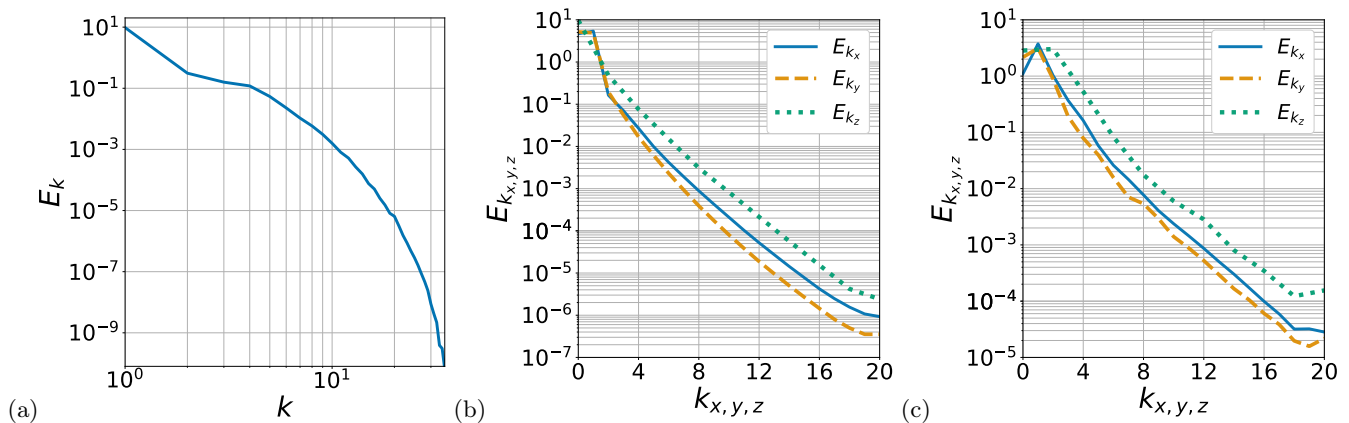 (a)
E_k
10^1
10^{-1}
10^{-3}
10^{-5}
10^{-7}
10^{-9}
10^0
10^1
k
(b)
E_{k_{x,y,z}}
10^1
10^0
10^{-1}
10^{-2}
10^{-3}
10^{-4}
10^{-5}
10^{-6}
10^{-7}
0 4 8 12 16 20
k_{x,y,z}
E_{k_x}
E_{k_y}
E_{k_z}
(c)
E_{k_{x,y,z}}
10^1
10^0
10^{-1}
10^{-2}
10^{-3}
10^{-4}
10^{-5}
0 4 8 12 16 20
k_{x,y,z}
E_{k_x}
E_{k_y}
E_{k_z}